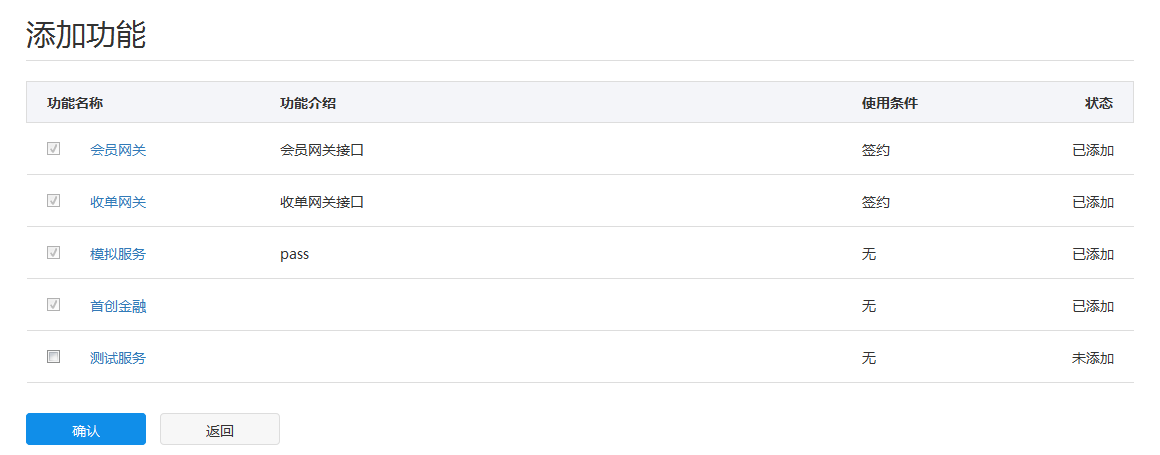 添加功能
功能名称 功能介绍 使用条件 状态
会员网关 会员网关接口 签约 已添加
收单网关 收单网关接口 签约 已添加
模拟服务 pass 无 已添加
首创金融 无 已添加
测试服务 无 未添加
确认 返回